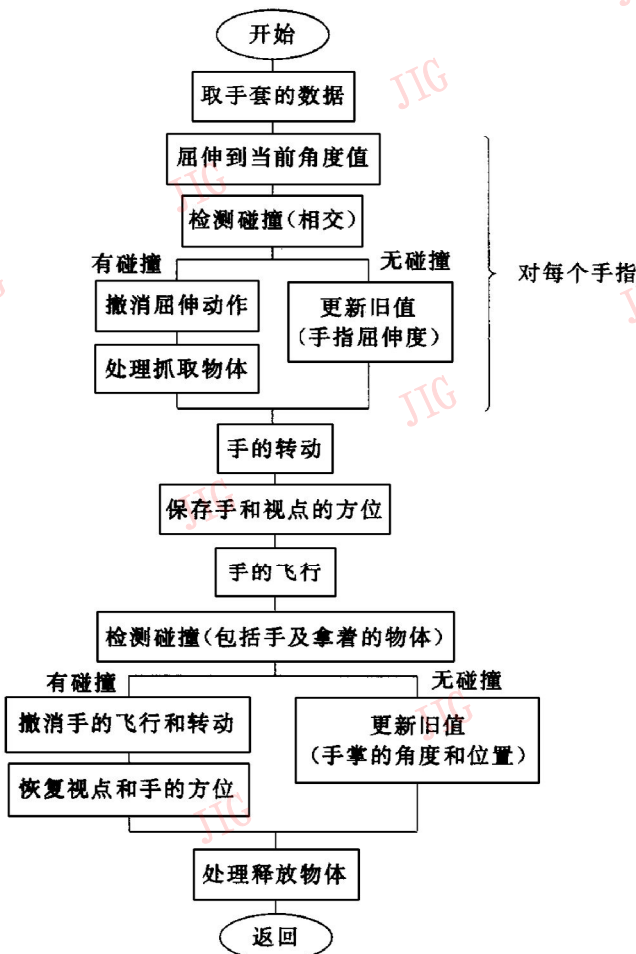 开始
取手套的数据
屈伸到当前角度值
检测碰撞(相交)
有碰撞
无碰撞
对每个手指
撤消屈伸动作
更新旧值
(手指屈伸度)
处理抓取物体
手的转动
保存手和视点的方位
手的飞行
检测碰撞(包括手及拿着的物体)
有碰撞
无碰撞
撤消手的飞行和转动
更新旧值
(手掌的角度和位置)
恢复视点和手的方位
处理释放物体
返回
JIG
JIG
JIG
JIG
JIG
JIG